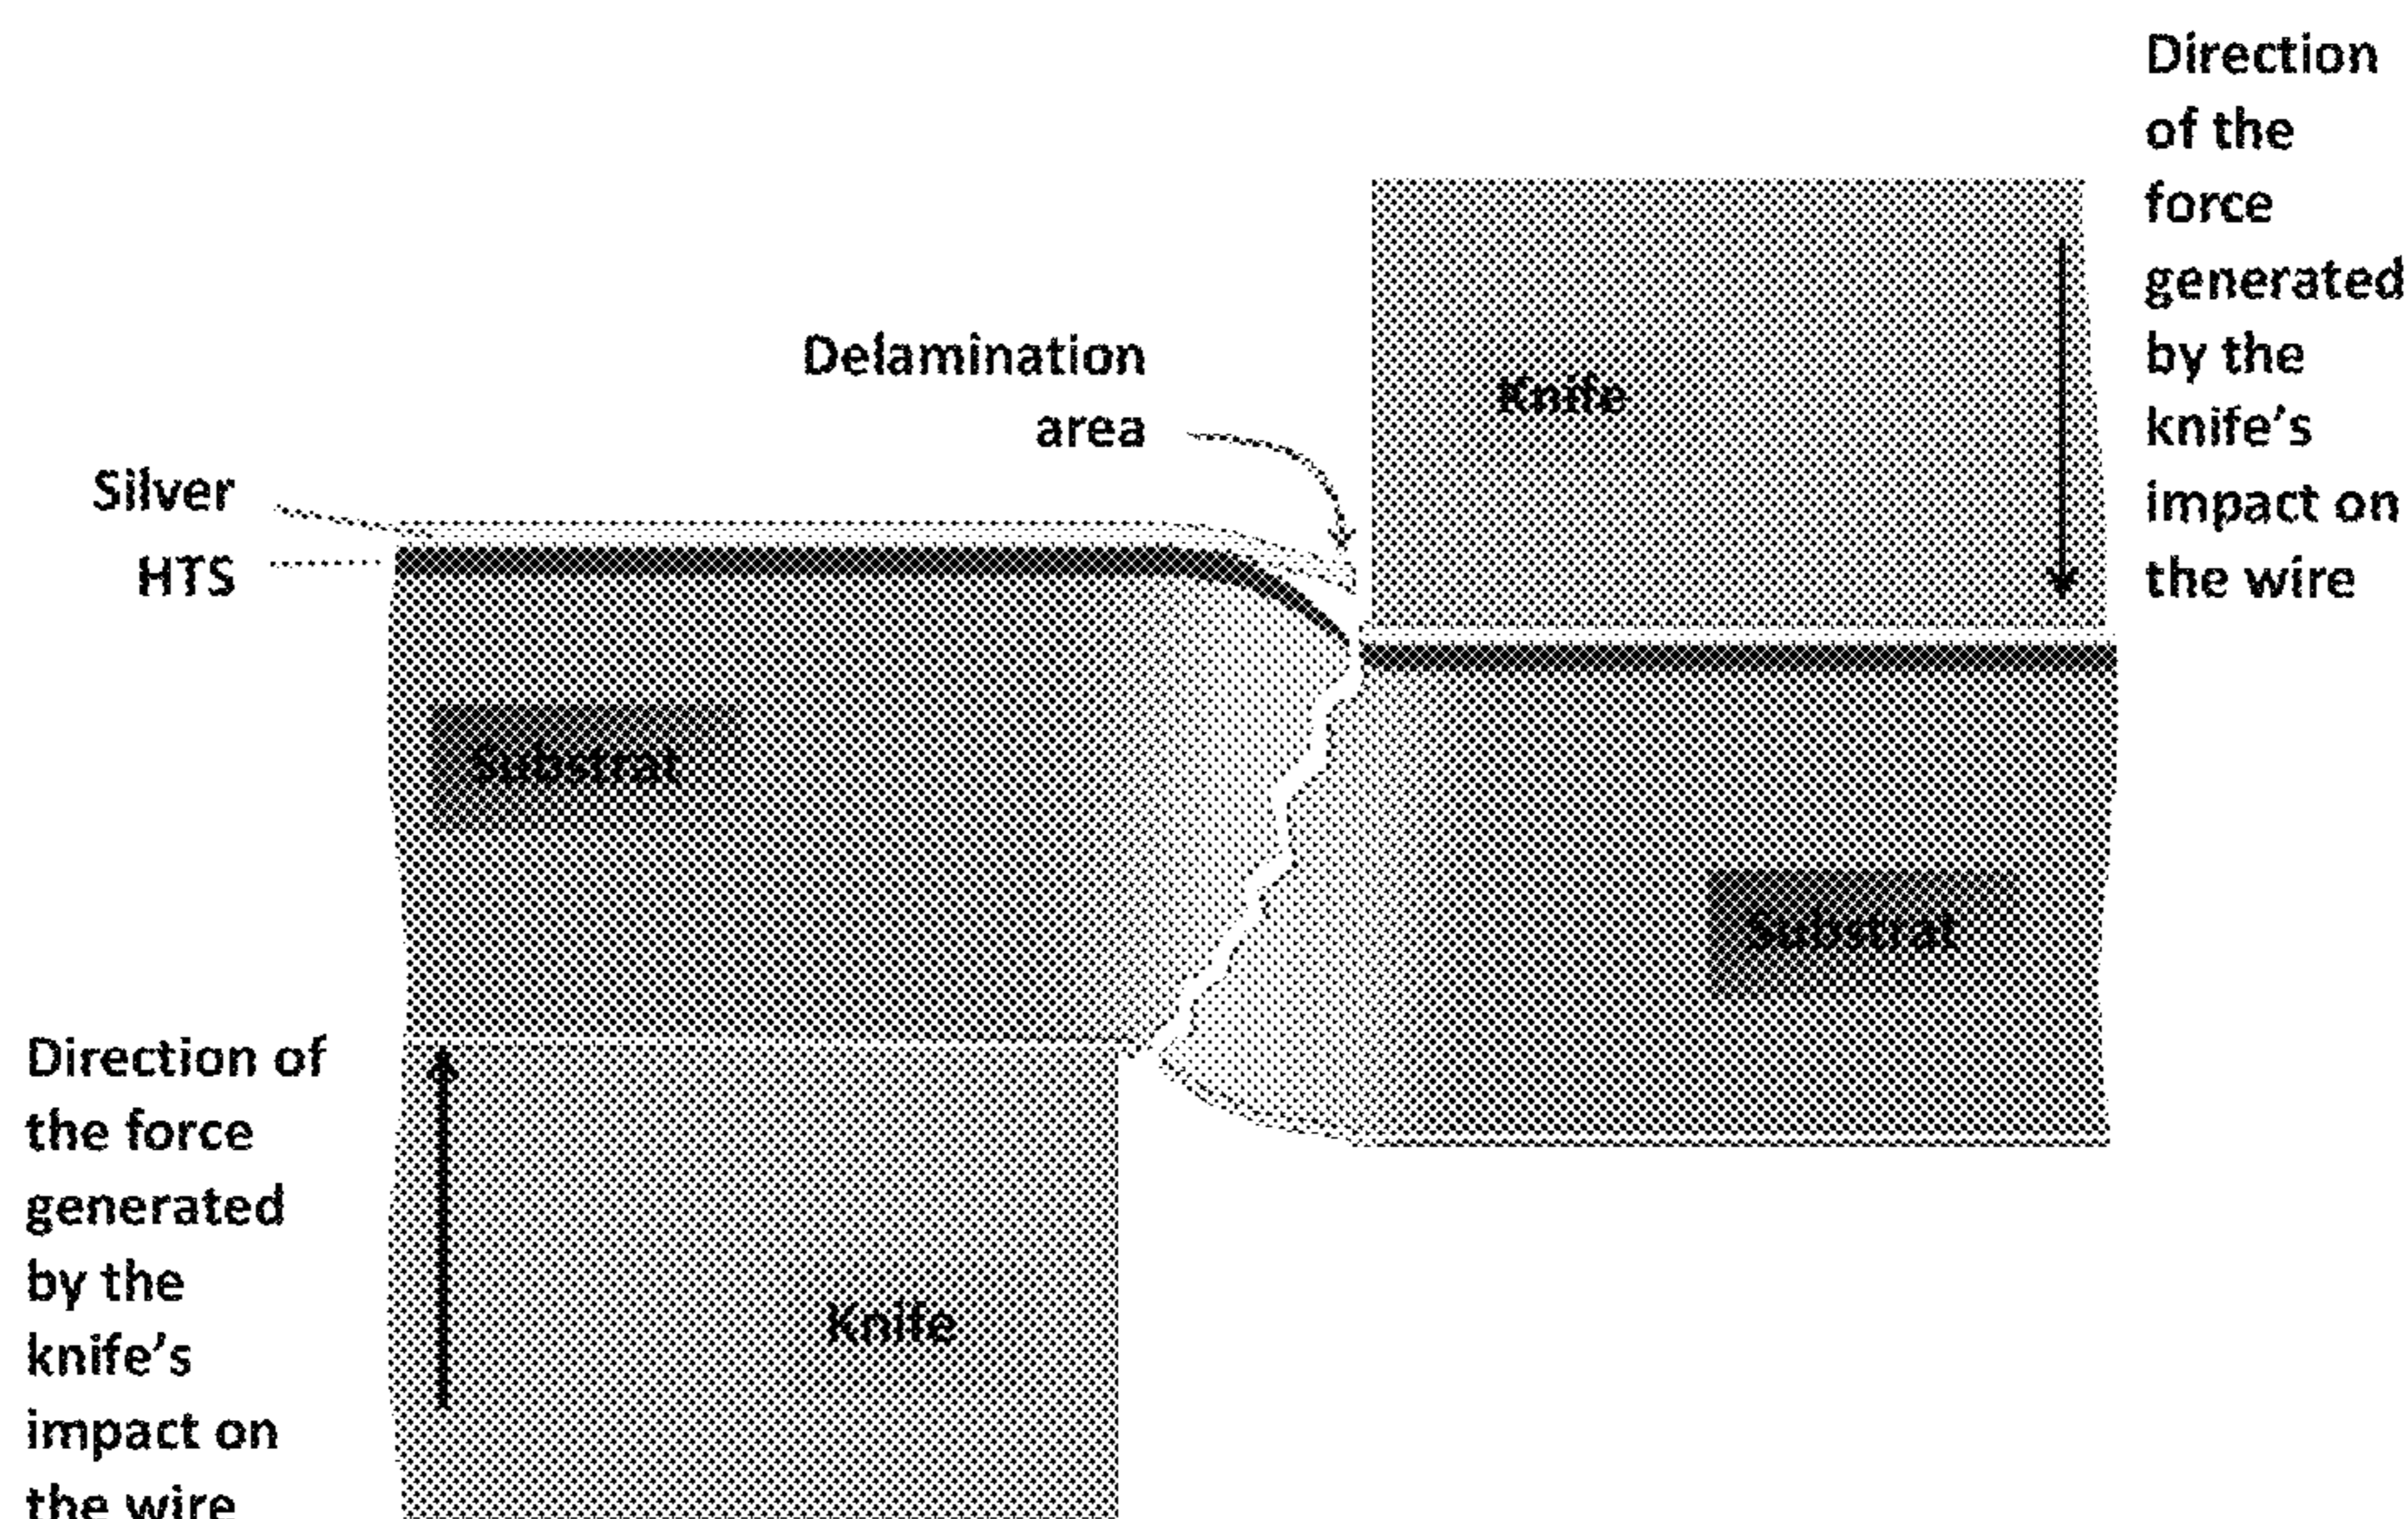 Direction
of the
force
generated
by the
knife's
impact on
the wire
Knife
Delamination
area
Silver
HTS
Substrat
Substrat
Direction of
the force
generated
by the
knife's
impact on
the wire
Knife